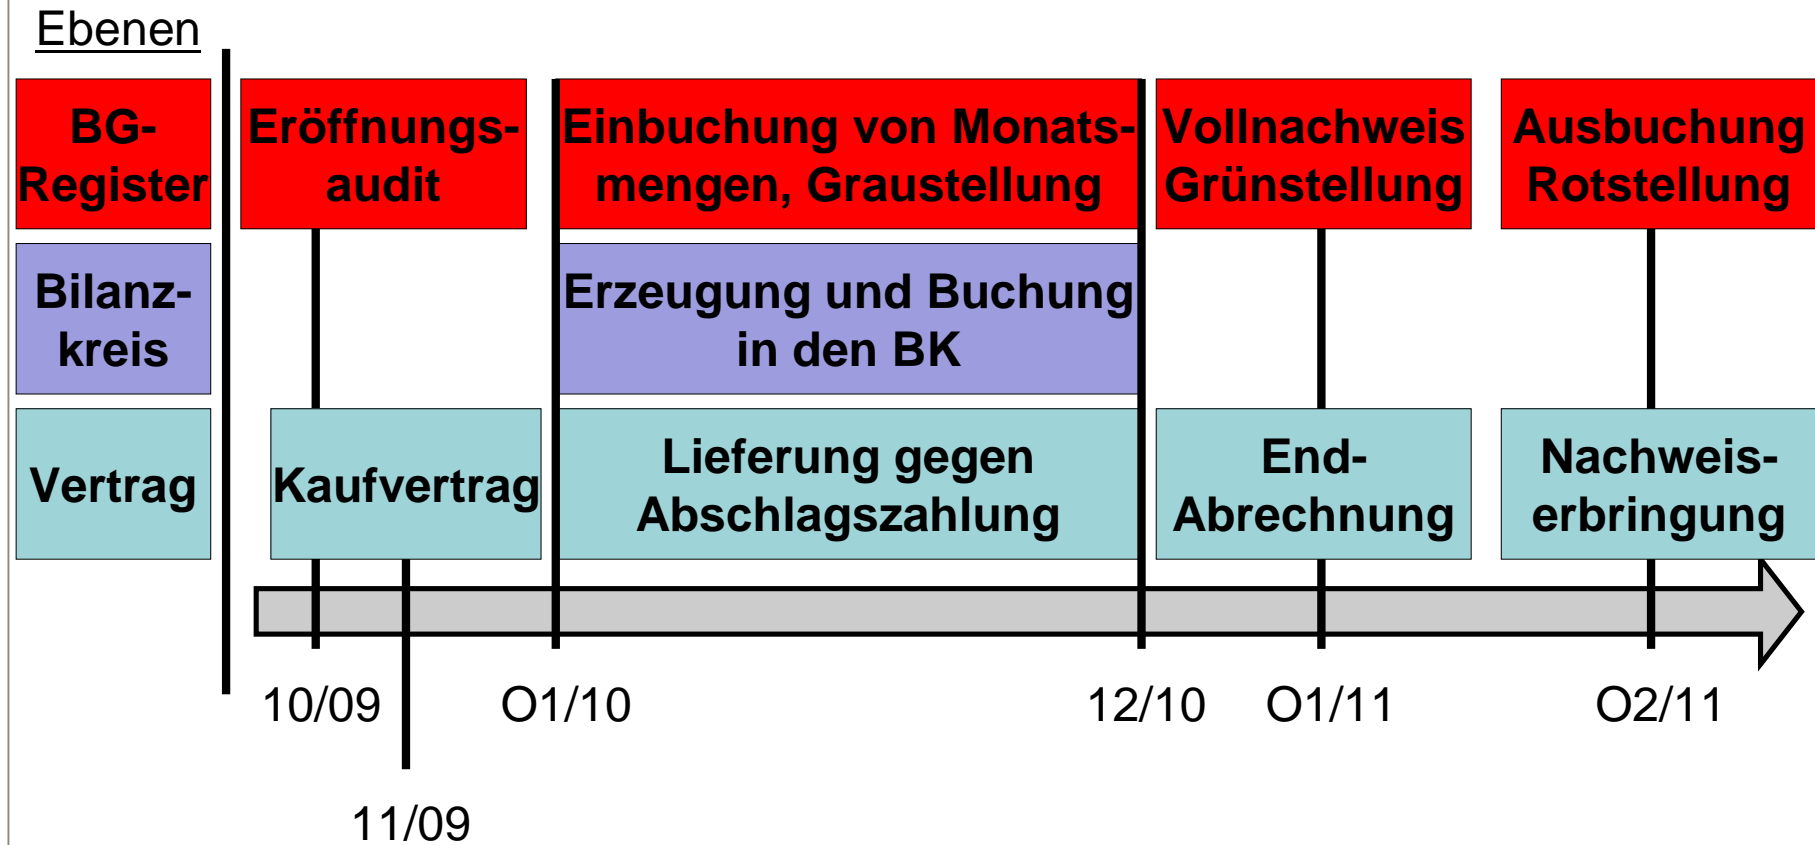 Ebenen
BG-
Register
Eröffnungs-
audit
Einbuchung von Monats-
mengen, Graustellung
Vollnachweis
Grünstellung
Ausbuchung
Rotstellung
Bilanz-
kreis
Erzeugung und Buchung
in den BK
Vertrag
Kaufvertrag
Lieferung gegen
Abschlagszahlung
End-
Abrechnung
Nachweis-
erbringung
10/09
O1/10
12/10
O1/11
O2/11
11/09